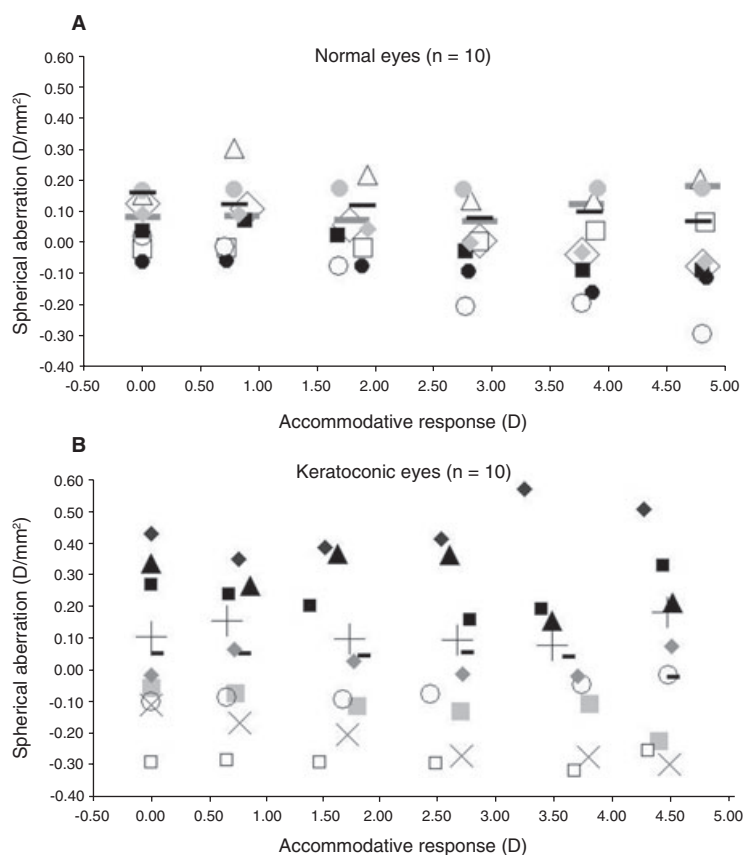 A
Normal eyes (n = 10)
Spherical aberration (D/mm²)
0.60
0.50
0.40
0.30
0.20
0.10
0.00
-0.10
-0.20
-0.30
-0.40
-0.50 0.00 0.50 1.00 1.50 2.00 2.50 3.00 3.50 4.00 4.50 5.00
Accommodative response (D)
B
Keratoconic eyes (n = 10)
Spherical aberration (D/mm²)
0.60
0.50
0.40
0.30
0.20
0.10
0.00
-0.10
-0.20
-0.30
-0.40
-0.50 0.00 0.50 1.00 1.50 2.00 2.50 3.00 3.50 4.00 4.50 5.00
Accommodative response (D)